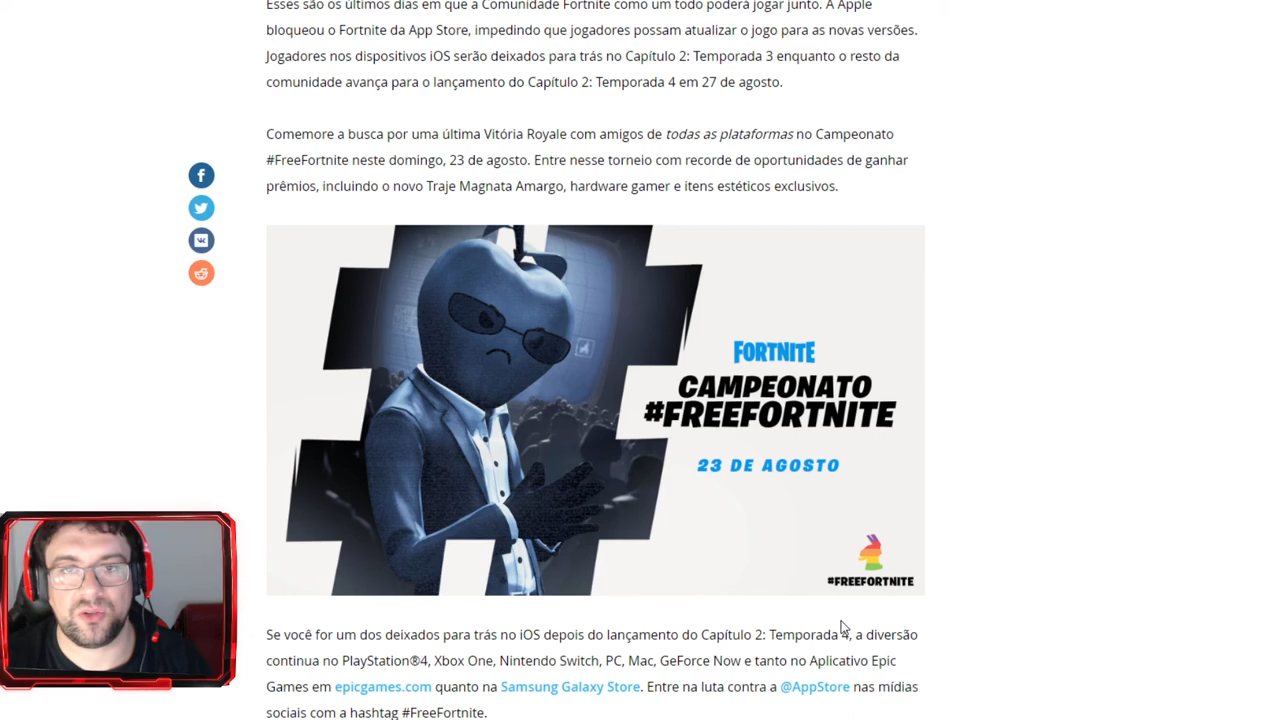 Esses são os últimos dias em que a Comunidade Fortnite como um todo poderá jogar junto. A Apple
bloqueou o Fortnite da App Store, impedindo que jogadores possam atualizar o jogo para as novas versões.
Jogadores nos dispositivos iOS serão deixados para trás no Capítulo 2: Temporada 3 enquanto o resto da
comunidade avança para o lançamento do Capítulo 2: Temporada 4 em 27 de agosto.
Comemore a busca por uma última Vitória Royale com amigos de todas as plataformas no Campeonato
#FreeFortnite neste domingo, 23 de agosto. Entre nesse torneio com recorde de oportunidades de ganhar
prêmios, incluindo o novo Traje Magnata Amargo, hardware gamer e itens estéticos exclusivos.
FORTNITE
CAMPEONATO
#FREEFORTNITE
23 DE AGOSTO
#FREEFORTNITE
Se você for um dos deixados para trás no iOS depois do lançamento do Capítulo 2: Temporada 4, a diversão
continua no PlayStation®4, Xbox One, Nintendo Switch, PC, Mac, GeForce Now e tanto no Aplicativo Epic
Games em epicgames.com quanto na Samsung Galaxy Store. Entre na luta contra a @AppStore nas mídias
sociais com a hashtag #FreeFortnite.